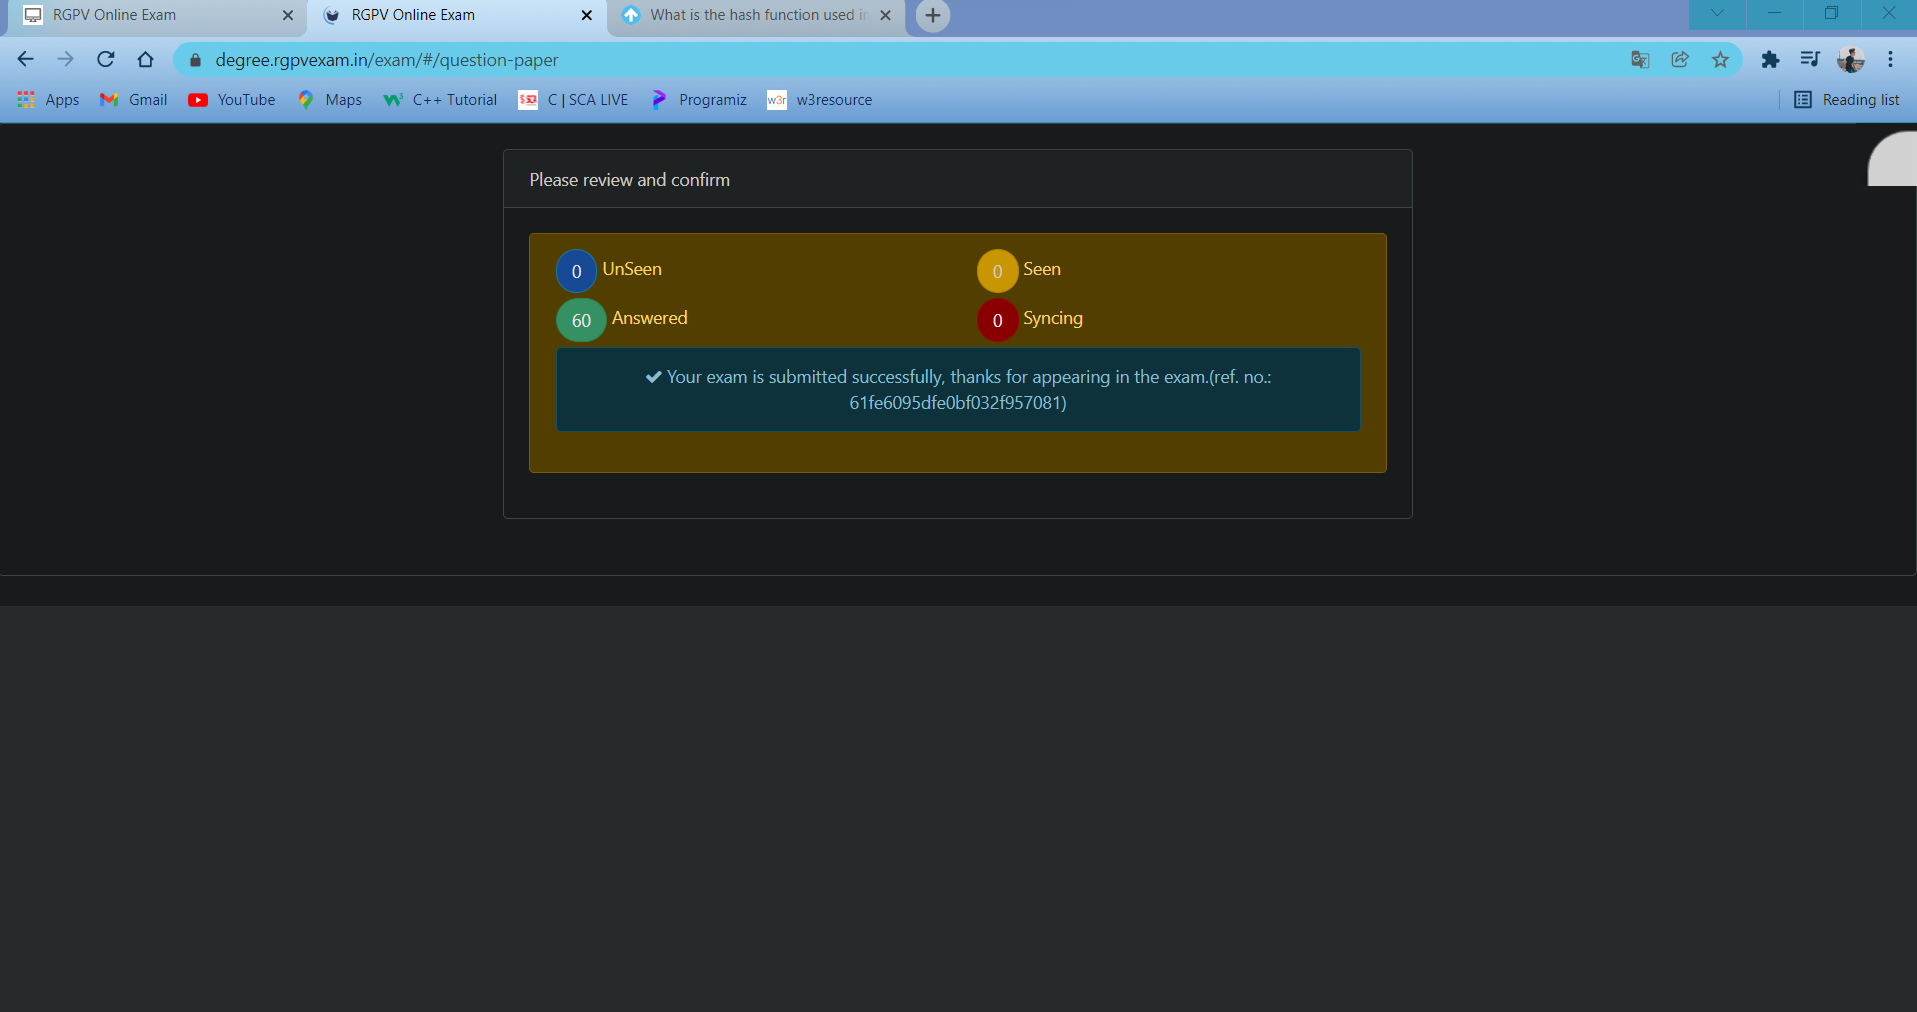 RGPV Online Exam
RGPV Online Exam
What is the hash function used in
degree.rgpvexam.in/exam/#/question-paper
Apps
Gmail
YouTube
Maps
C++ Tutorial
C | SCA LIVE
Programiz
w3r
w3resource
Reading list
Please review and confirm
0 UnSeen
0 Seen
60 Answered
0 Syncing
Your exam is submitted successfully, thanks for appearing in the exam.(ref. no.:
61fe6095dfe0bf032f957081)